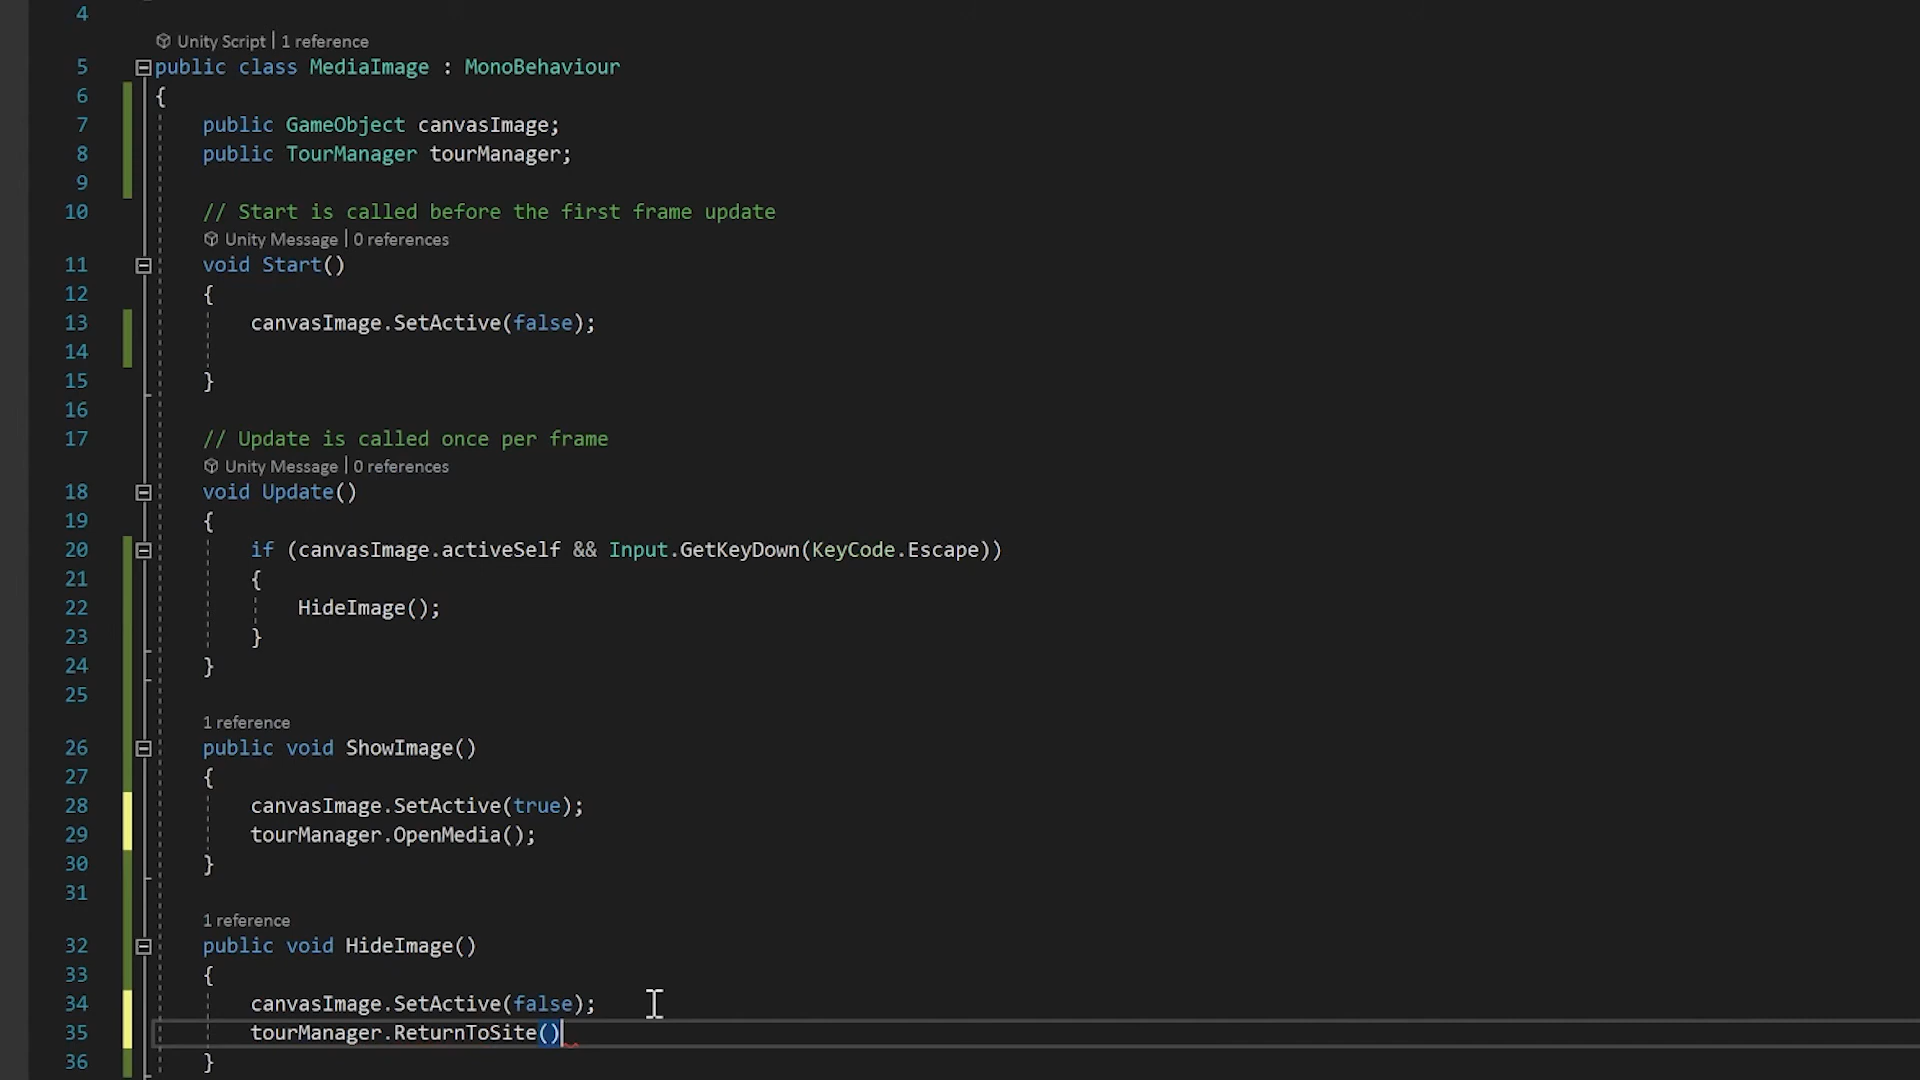 4
Unity Script | 1 reference
5 public class MediaImage : MonoBehaviour
6 {
7 public GameObject canvasImage;
8 public TourManager tourManager;
9
10 // Start is called before the first frame update
Unity Message | 0 references
11 void Start()
12 {
13 canvasImage.SetActive(false);
14
15 }
16
17 // Update is called once per frame
Unity Message | 0 references
18 void Update()
19 {
20 if (canvasImage.activeSelf && Input.GetKeyDown(KeyCode.Escape))
21 {
22 HideImage();
23 }
24 }
25
1 reference
26 public void ShowImage()
27 {
28 canvasImage.SetActive(true);
29 tourManager.OpenMedia();
30 }
31
1 reference
32 public void HideImage()
33 {
34 canvasImage.SetActive(false);
35 tourManager.ReturnToSite()
36 }